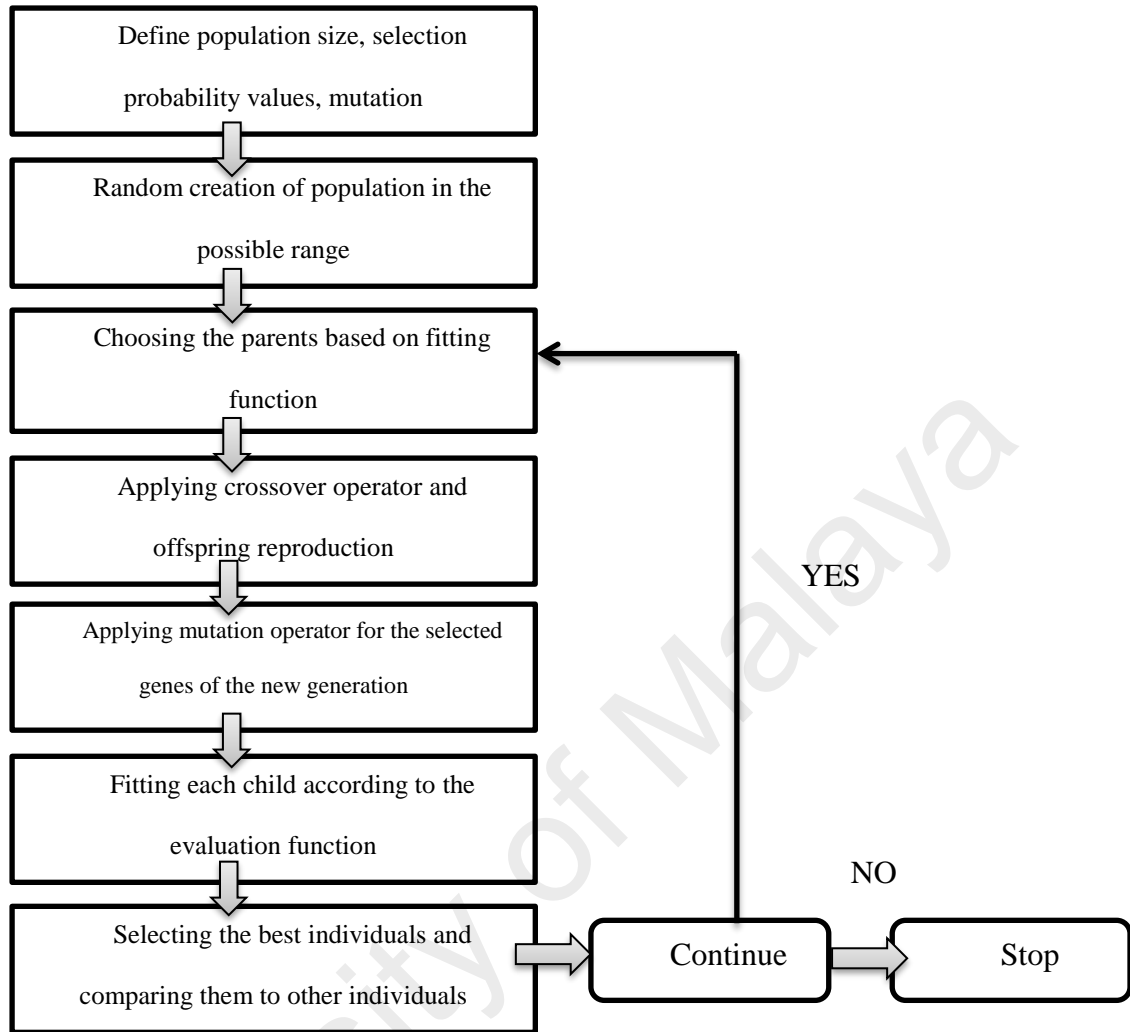 Define population size, selection
probability values, mutation
Random creation of population in the
possible range
Choosing the parents based on fitting
function
Applying crossover operator and
offspring reproduction
Applying mutation operator for the selected
genes of the new generation
Fitting each child according to the
evaluation function
Selecting the best individuals and
comparing them to other individuals
Continue
Stop
YES
NO
sity of Malaya